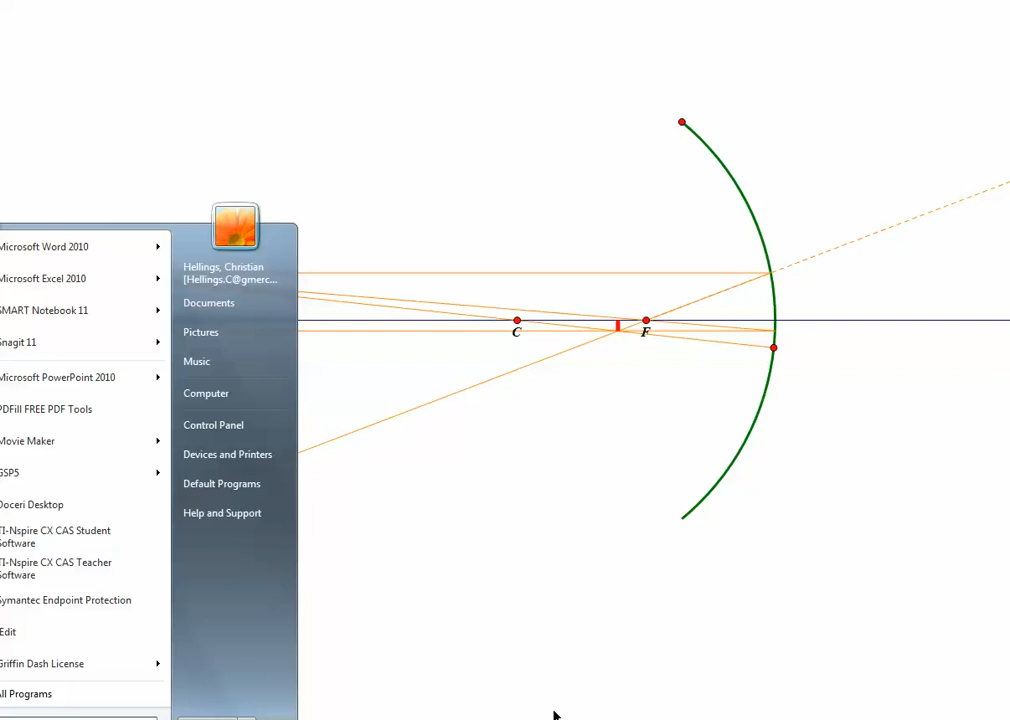 Microsoft Word 2010
Microsoft Excel 2010
SMART Notebook 11
Snagit 11
Microsoft PowerPoint 2010
PDFill FREE PDF Tools
Movie Maker
GSP5
Doceri Desktop
TI-Nspire CX CAS Student
Software
TI-Nspire CX CAS Teacher
Software
Symantec Endpoint Protection
Edit
Griffin Dash License
All Programs
Hellings, Christian
[Hellings.C@gmerc...
Documents
Pictures
Music
Computer
Control Panel
Devices and Printers
Default Programs
Help and Support
C
F